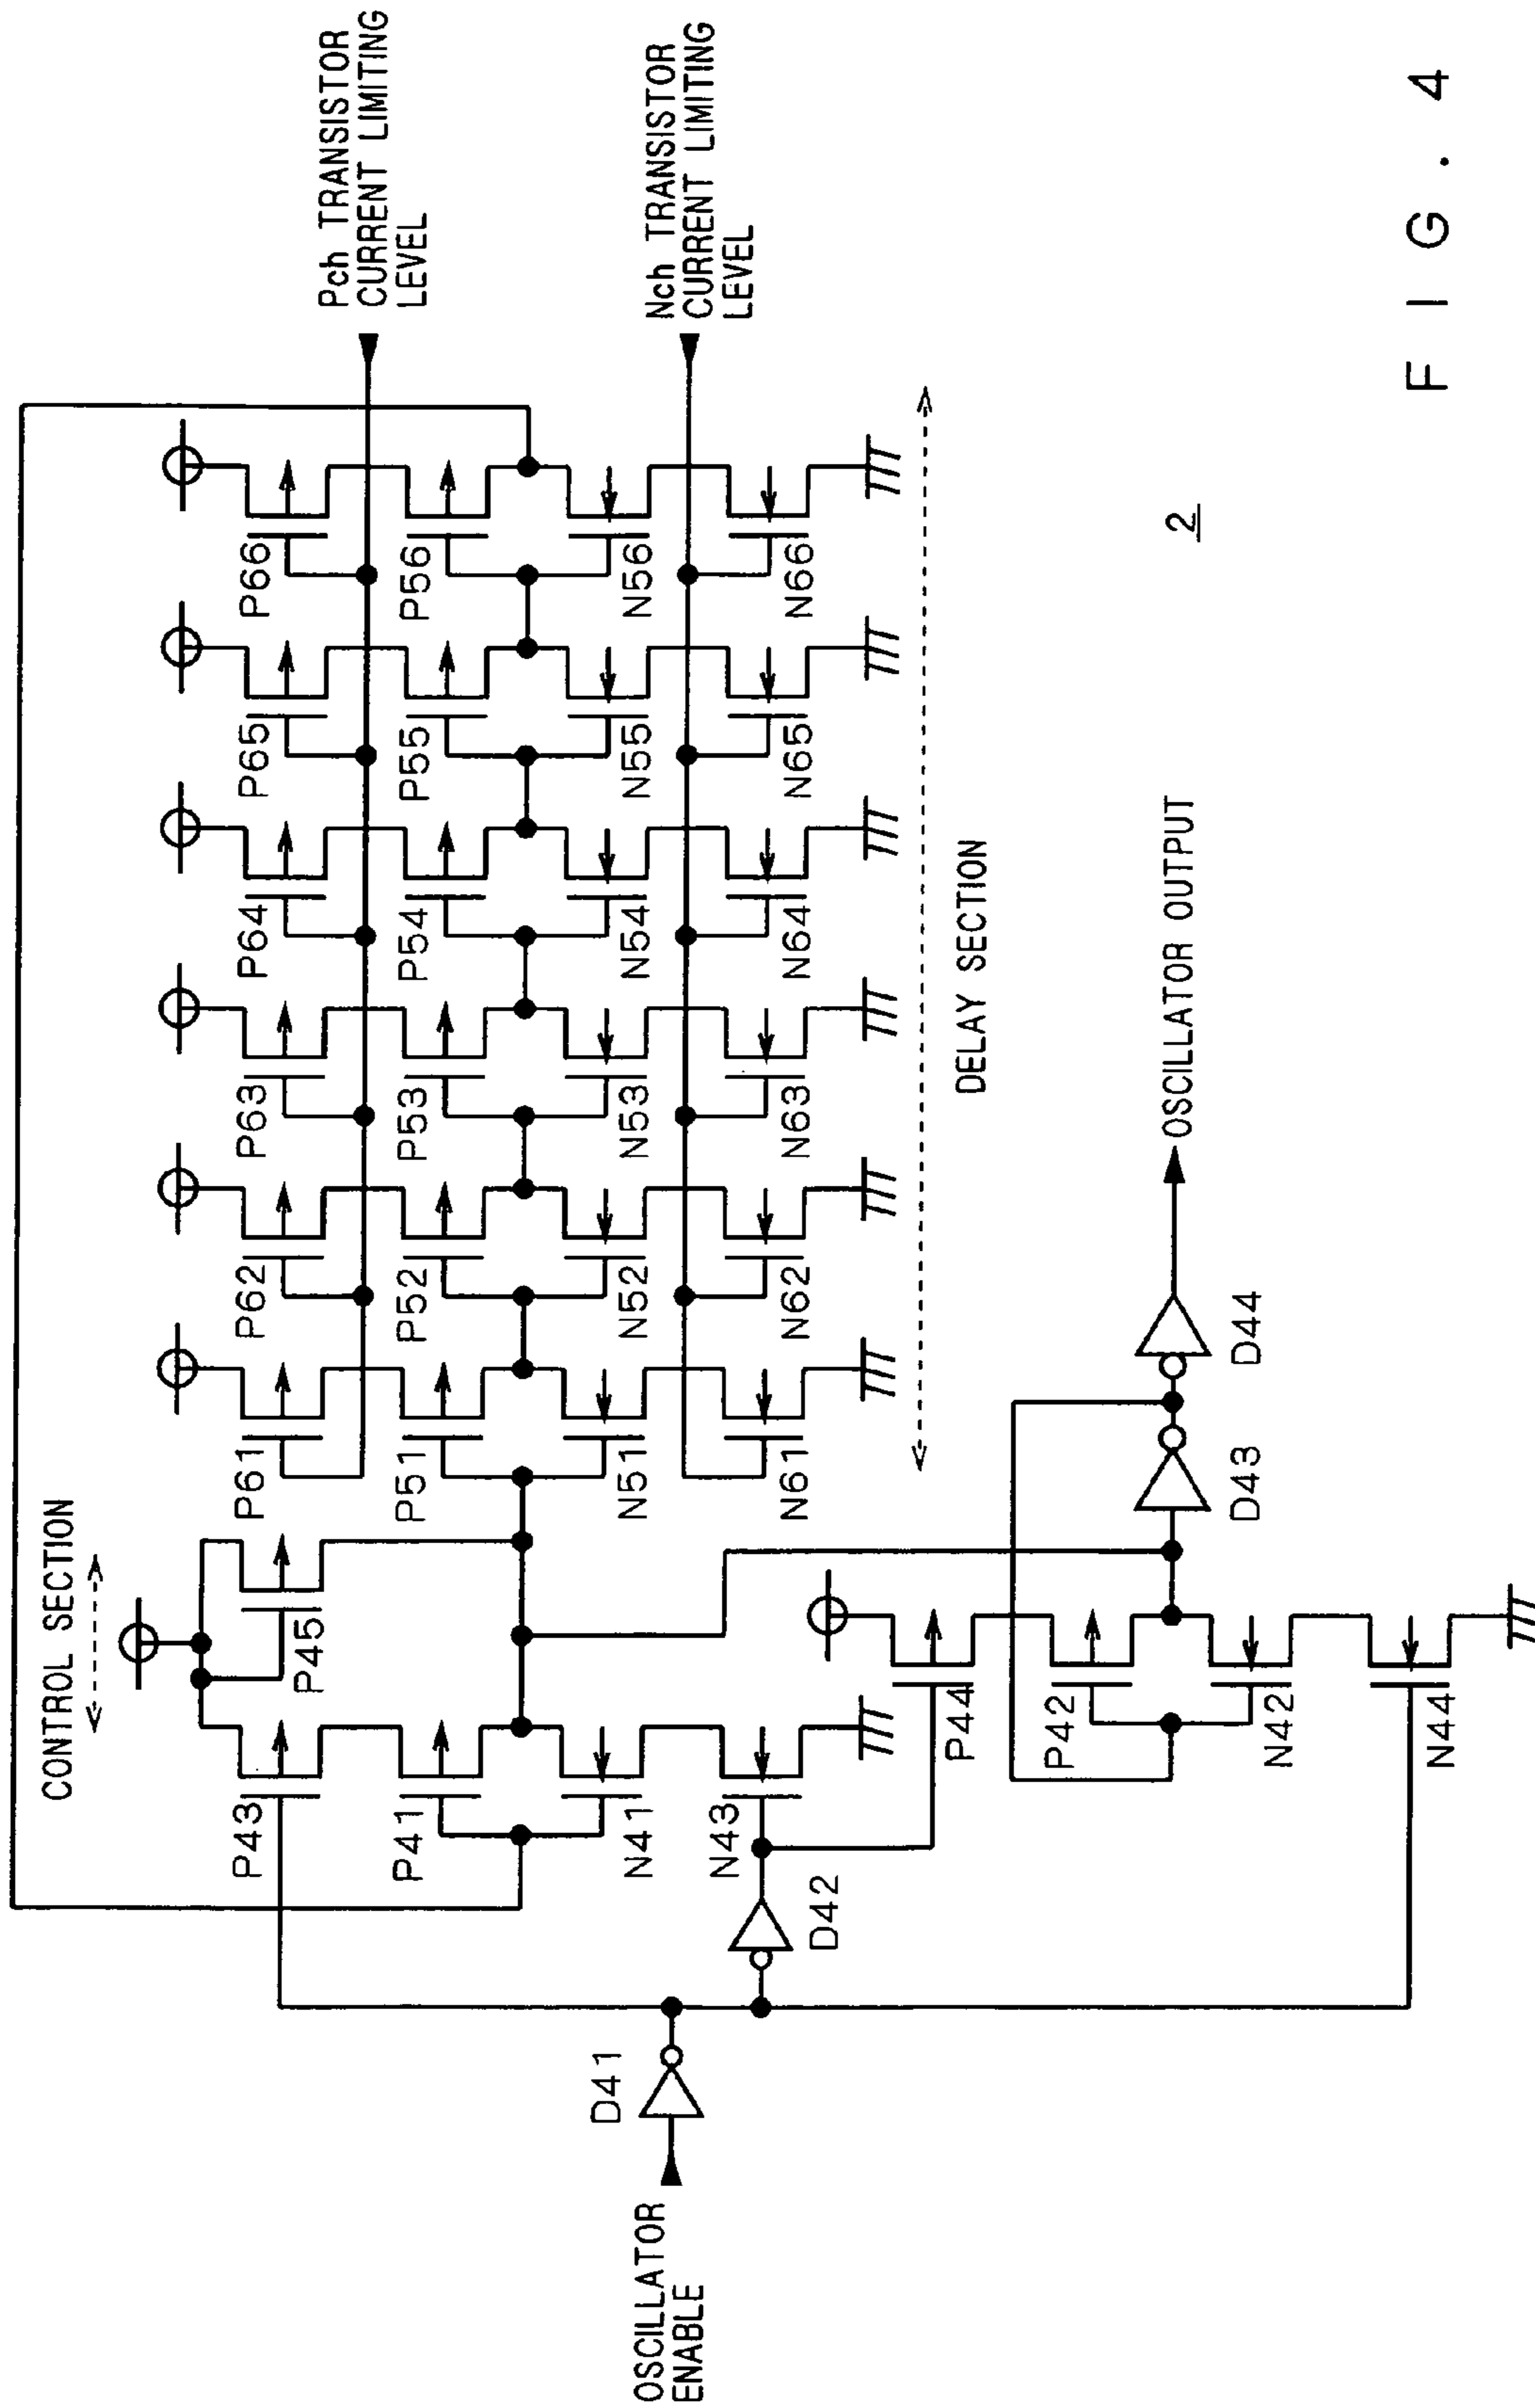 CONTROL SECTION
Pch TRANSISTOR
CURRENT LIMITING
LEVEL
P43
P45
P61
P62
P63
P64
P65
P66
P41
P51
P52
P53
P54
P55
P56
N41
N51
N52
N53
N54
N55
N56
Nch TRANSISTOR
CURRENT LIMITING
LEVEL
OSCILLATOR
ENABLE
D41
D42
N43
N61
N62
N63
N64
N65
N66
DELAY SECTION
P44
P42
N42
N44
D43
D44
OSCILLATOR OUTPUT
2
FIG. 4